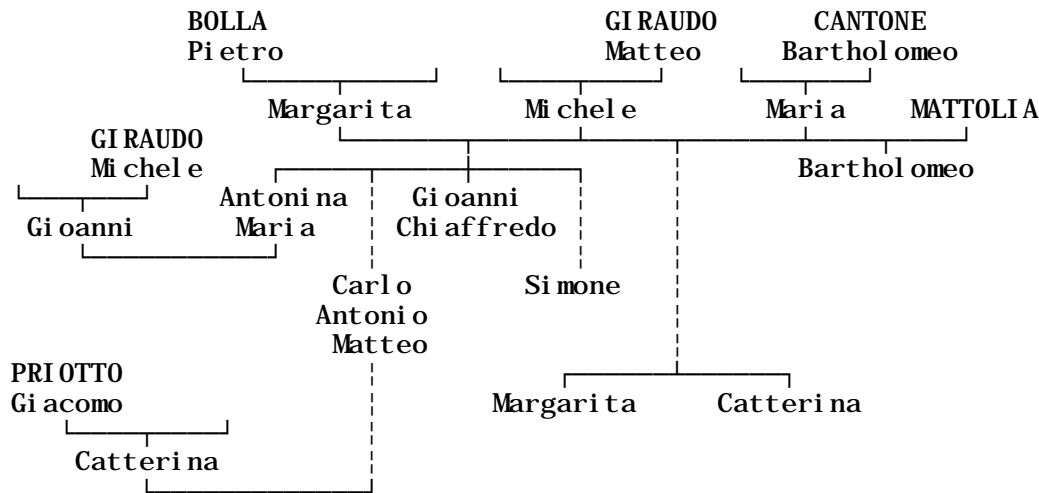 BOLLA GIRAUDO CANTONE
Pietro Matteo Bartholomeo
Margarita Michele Maria MATTOLIA
GIRAUDO
Michele Bartholomeo
Antonina Gioanni
Gioanni Maria Chiaffredo
Carlo Simone
Antonio
Matteo
PRIOTTO
Giacomo Margarita Catterina
Catterina